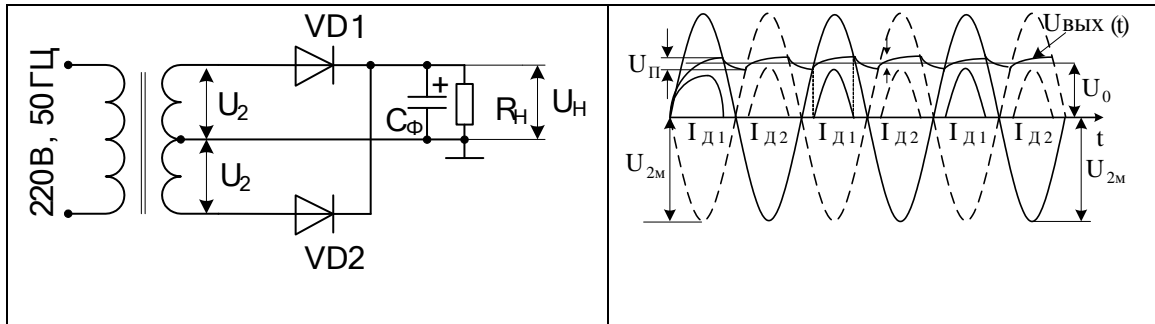 VD1
220В, 50ГЦ
U2
+
CФ
RН
UН
U2
VD2
Uвых (t)
UП
U0
IД1 IД2 IД1 IД2 IД1 IД2
t
U2м
U2м